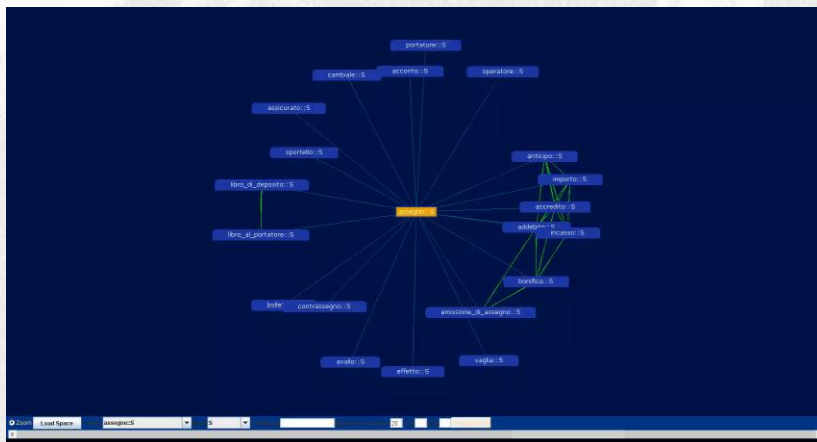 portatore::S
cambiale::S
acconto::S
operatore::S
assicurato::S
sportello::S
anticipo::S
importo::S
libro_di_deposito::S
accredito::S
assegno::S
libro_al_portatore::S
incasso::S
bonifico::S
contrassegno::S
emissione_di_assegno::S
avallo::S
effetto::S
vaglia::S
Zoom Load Space assegno::S S 20